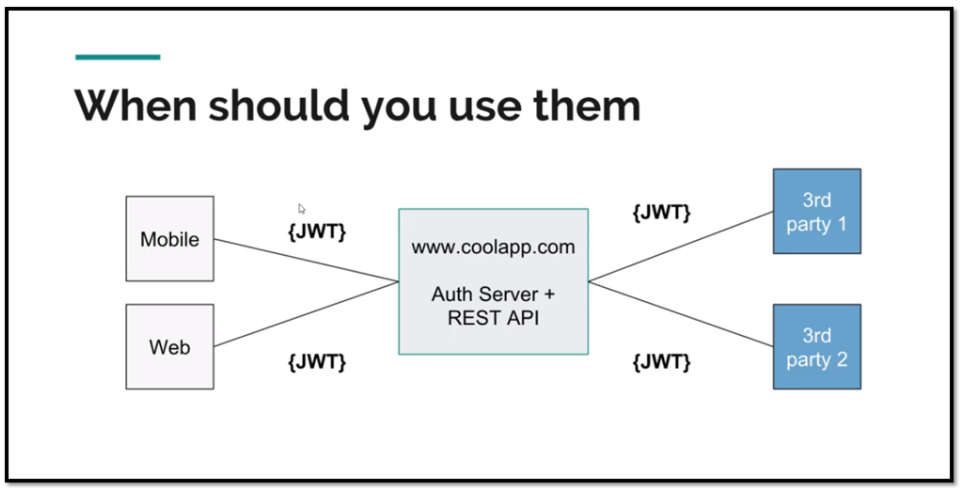 When should you use them
Mobile
{JWT}
www.coolapp.com
Auth Server +
REST API
{JWT}
3rd
party 1
Web
{JWT}
{JWT}
3rd
party 2